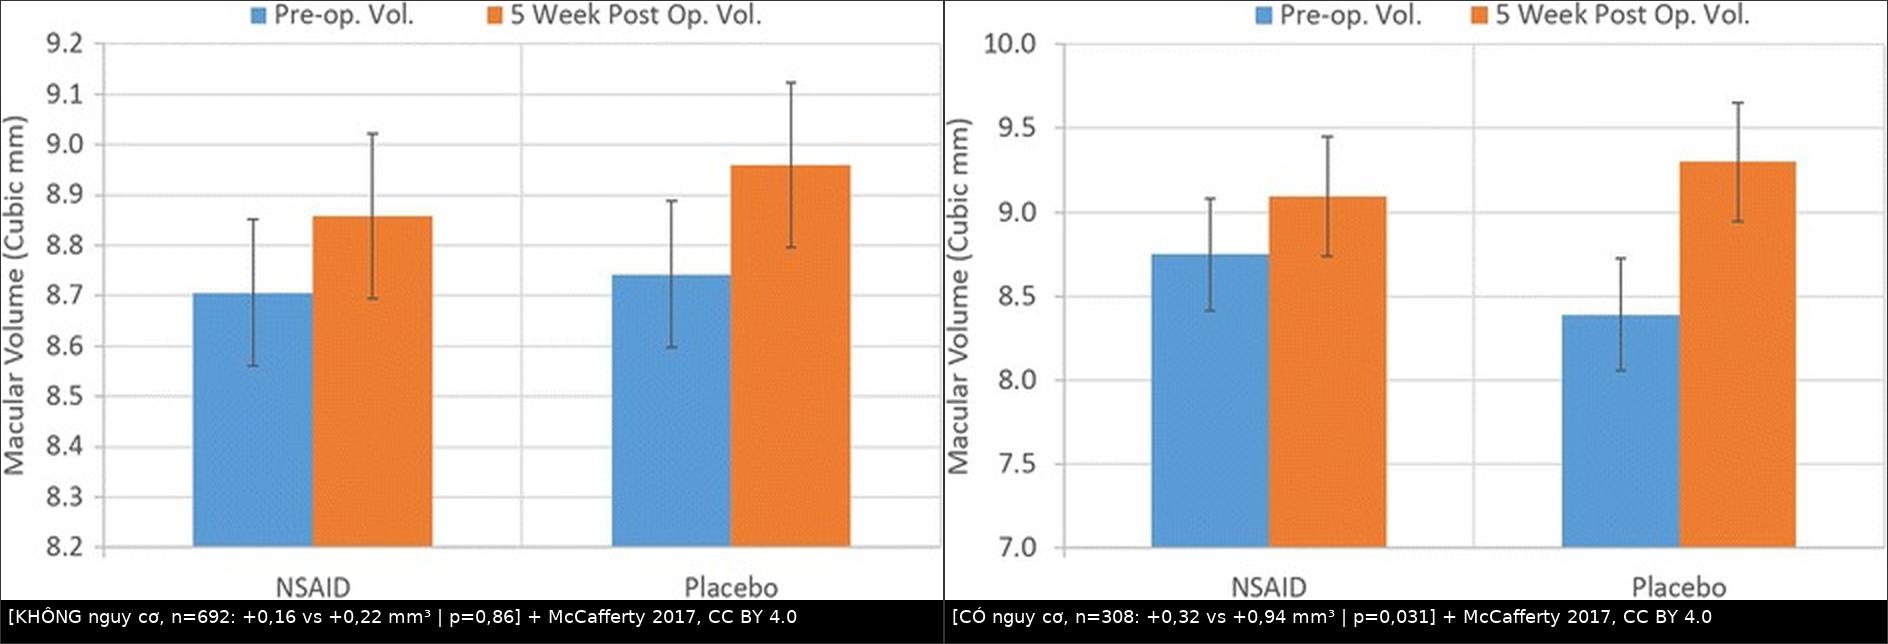 Pre-op. Vol. 5 Week Post Op. Vol.
9.2
9.1
9.0
8.9
8.8
8.7
8.6
8.5
8.4
8.3
8.2
Macular Volume (Cubic mm)
NSAID Placebo
[KHÔNG nguy cơ, n=692: +0,16 vs +0,22 mm³ | p=0,86] + McCafferty 2017, CC BY 4.0
Pre-op. Vol. 5 Week Post Op. Vol.
10.0
9.5
9.0
8.5
8.0
7.5
7.0
Macular Volume (Cubic mm)
NSAID Placebo
[CÓ nguy cơ, n=308: +0,32 vs +0,94 mm³ | p=0,031] + McCafferty 2017, CC BY 4.0